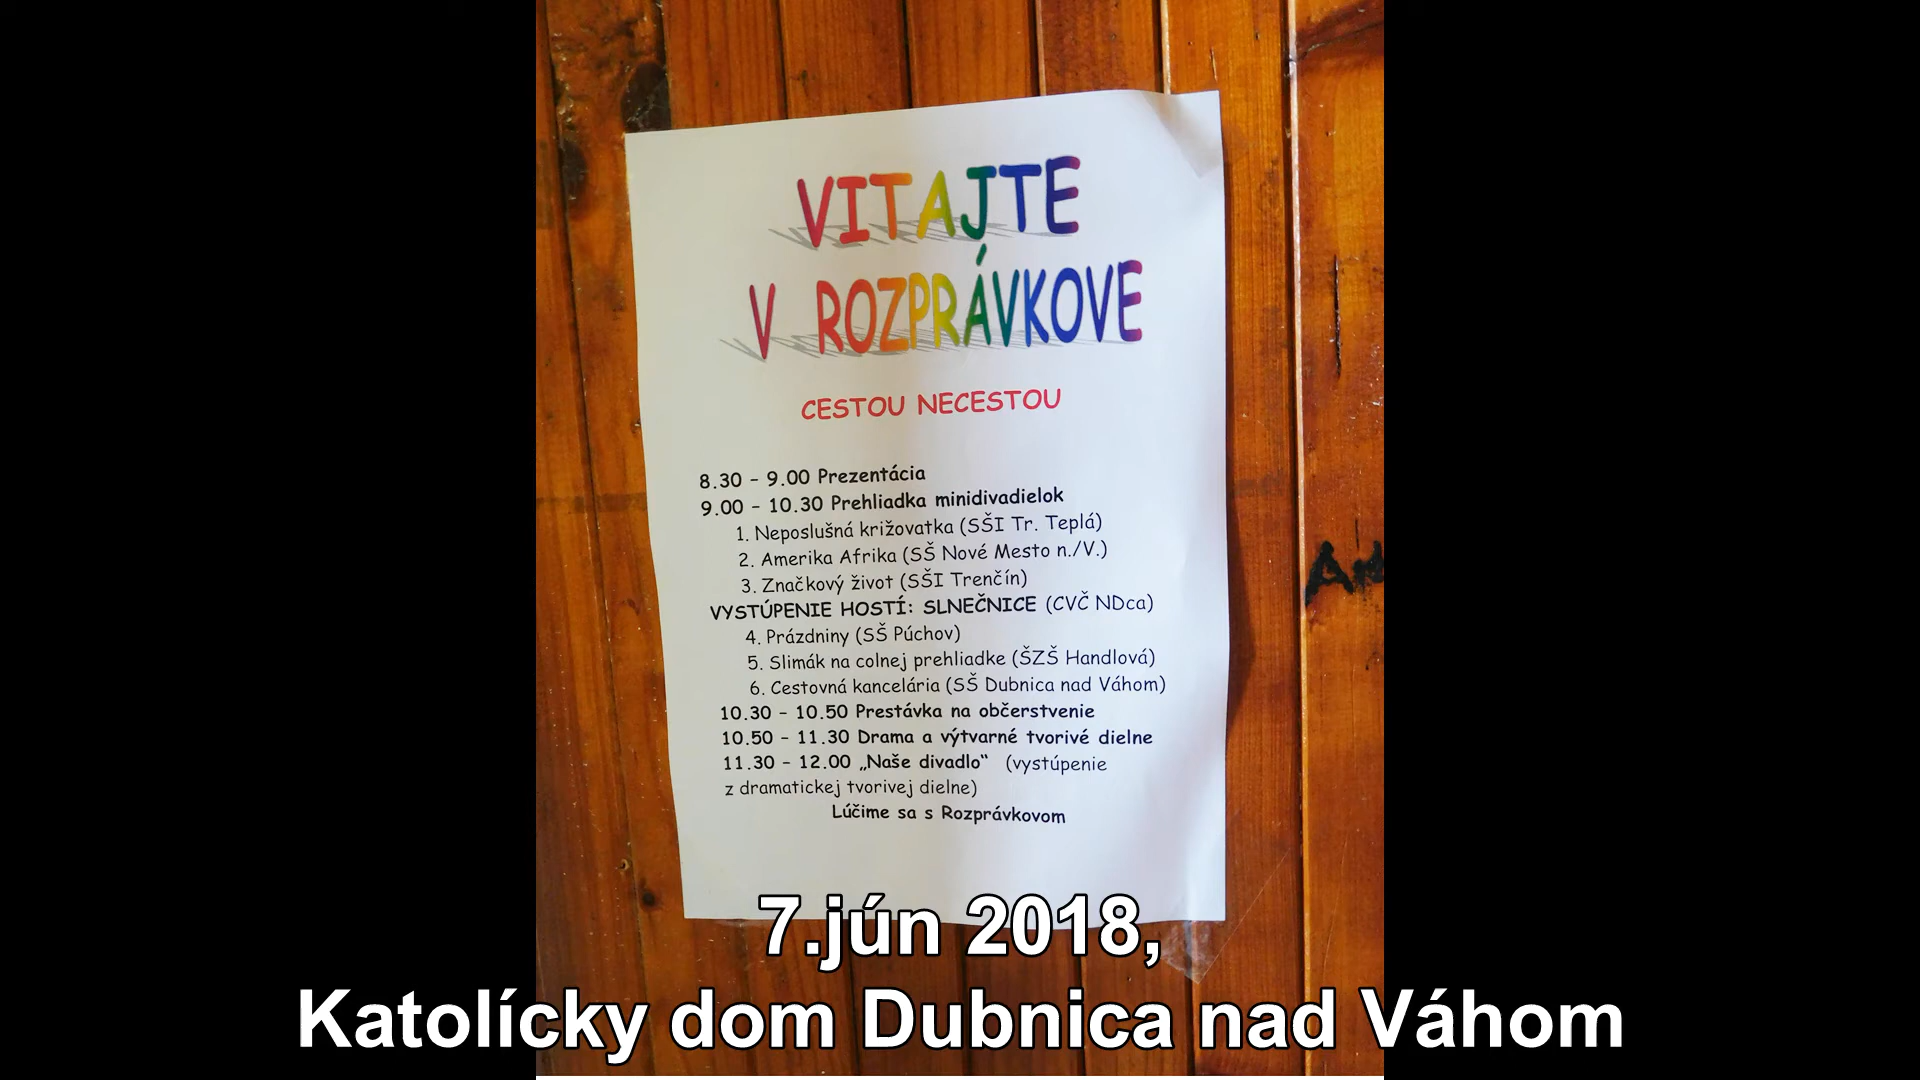 VITAJTE
V ROZPRÁVKOVE
CESTOU NECESTOU
8.30 – 9.00 Prezentácia
9.00 – 10.30 Prehliadka minidivadielok
1. Neposlušná križovatka (SŠI Tr. Teplá)
2. Amerika Afrika (SŠ Nové Mesto n./V.)
3. Značkový život (SŠI Trenčín)
VYSTÚPENIE HOSTÍ: SLNEČNICE (CVČ NDca)
4. Prázdniny (SŠ Púchov)
5. Slimák na colnej prehliadke (ŠZŠ Handlová)
6. Cestovná kancelária (SŠ Dubnica nad Váhom)
10.30 – 10.50 Prestávka na občerstvenie
10.50 – 11.30 Drama a výtvarné tvorivé dielne
11.30 – 12.00 „Naše divadlo“ (vystúpenie
z dramatickej tvorivej dielne)
Lúčime sa s Rozprávkovom
7.jún 2018,
Katolícky dom Dubnica nad Váhom